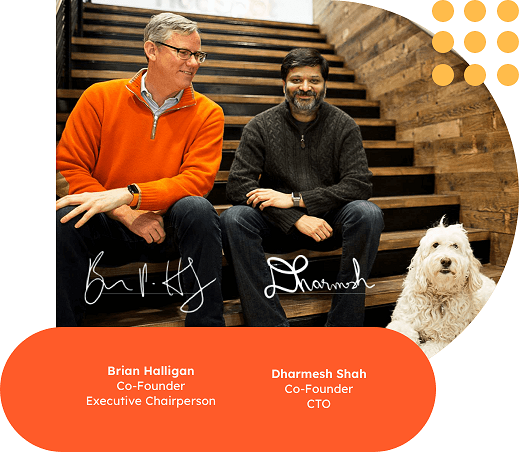 Dharmesh
Brian Halligan
Co-Founder
Executive Chairperson
Dharmesh Shah
Co-Founder
CTO